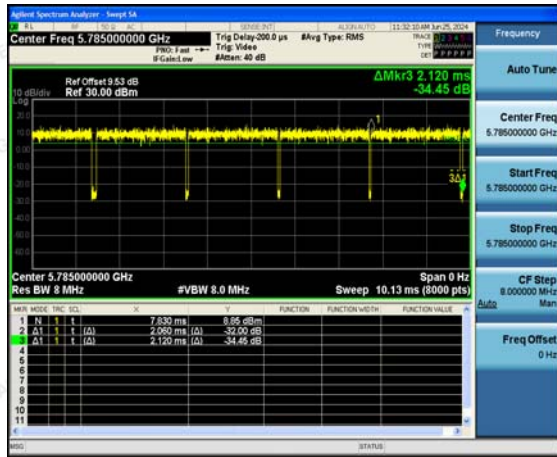 Agilent Spectrum Analyzer - Swept SA
RL RF 50 Ω AC SENSE:INT ALIGN AUTO 11:32:10 AM Jun 25, 2024
Center Freq 5.785000000 GHz
PNO: Fast
IFGain:Low
Trig Delay-200.0 µs
Trig: Video
#Atten: 40 dB
#Avg Type: RMS
TRACE 1 2 3 4 5 6
TYPE
DET P P P P P P
Ref Offset 9.53 dB
10 dB/div Ref 30.00 dBm
ΔMkr3 2.120 ms
-34.45 dB
Log
20.0
10.0
0.00
-10.0
-20.0
-30.0
-40.0
-50.0
-60.0
1
3Δ1
Center 5.785000000 GHz Span 0 Hz
Res BW 8 MHz #VBW 8.0 MHz Sweep 10.13 ms (8000 pts)
MKR MODE TRC SCL X Y FUNCTION FUNCTION WIDTH FUNCTION VALUE
1 N 1 t 7.830 ms 8.85 dBm
2 Δ1 1 t (Δ) 2.060 ms (Δ) -32.00 dB
3 Δ1 1 t (Δ) 2.120 ms (Δ) -34.45 dB
4
5
6
7
8
9
10
11
MSG STATUS
Frequency
Auto Tune
Center Freq
5.785000000 GHz
Start Freq
5.785000000 GHz
Stop Freq
5.785000000 GHz
CF Step
8.000000 MHz
Auto Man
Freq Offset
0 Hz